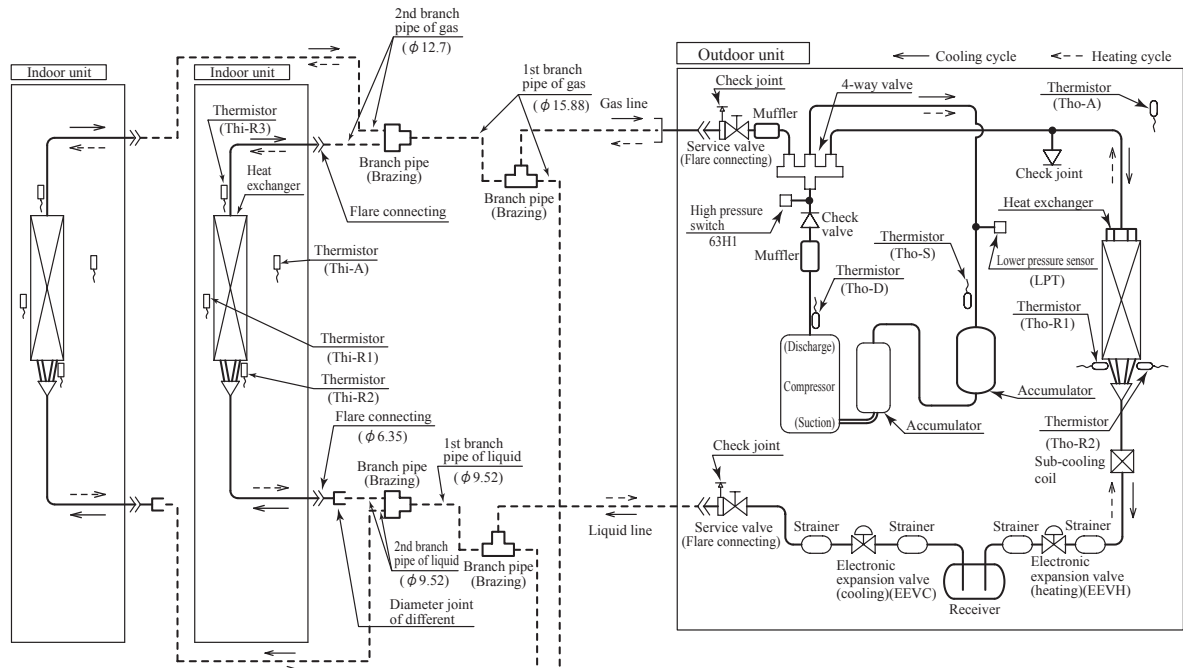 2nd branch
pipe of gas
(ϕ12.7)
Indoor unit
Indoor unit
Thermistor
(Thi-R3)
Heat
exchanger
Flare connecting
Thermistor
(Thi-A)
Thermistor
(Thi-R1)
Thermistor
(Thi-R2)
Flare connecting
(ϕ6.35)
Branch pipe
(Brazing)
1st branch
pipe of gas
(ϕ15.88)
Branch pipe
(Brazing)
Gas line
1st branch
pipe of liquid
(ϕ9.52)
Branch pipe
(Brazing)
2nd branch
pipe of liquid
(ϕ9.52)
Diameter joint
of different
Branch pipe
(Brazing)
Liquid line
Outdoor unit
Cooling cycle
Heating cycle
Check joint
Muffler
4-way valve
Thermistor
(Tho-A)
Service valve
(Flare connecting)
Check joint
High pressure
switch
63H1
Check
valve
Muffler
Thermistor
(Tho-D)
Thermistor
(Tho-S)
Heat exchanger
Lower pressure sensor
(LPT)
Thermistor
(Tho-R1)
(Discharge)
Compressor
(Suction)
Accumulator
Accumulator
Thermistor
(Tho-R2)
Sub-cooling
coil
Check joint
Service valve
(Flare connecting)
Strainer
Strainer
Strainer
Strainer
Electronic
expansion valve
(cooling)(EEVC)
Electronic
expansion valve
(heating)(EEVH)
Receiver